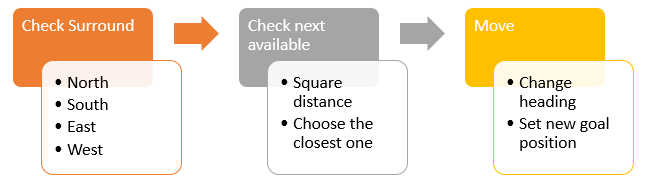 Check Surround
• North
• South
• East
• West
Check next
available
• Square
distance
• Choose the
closest one
Move
• Change
heading
• Set new goal
position